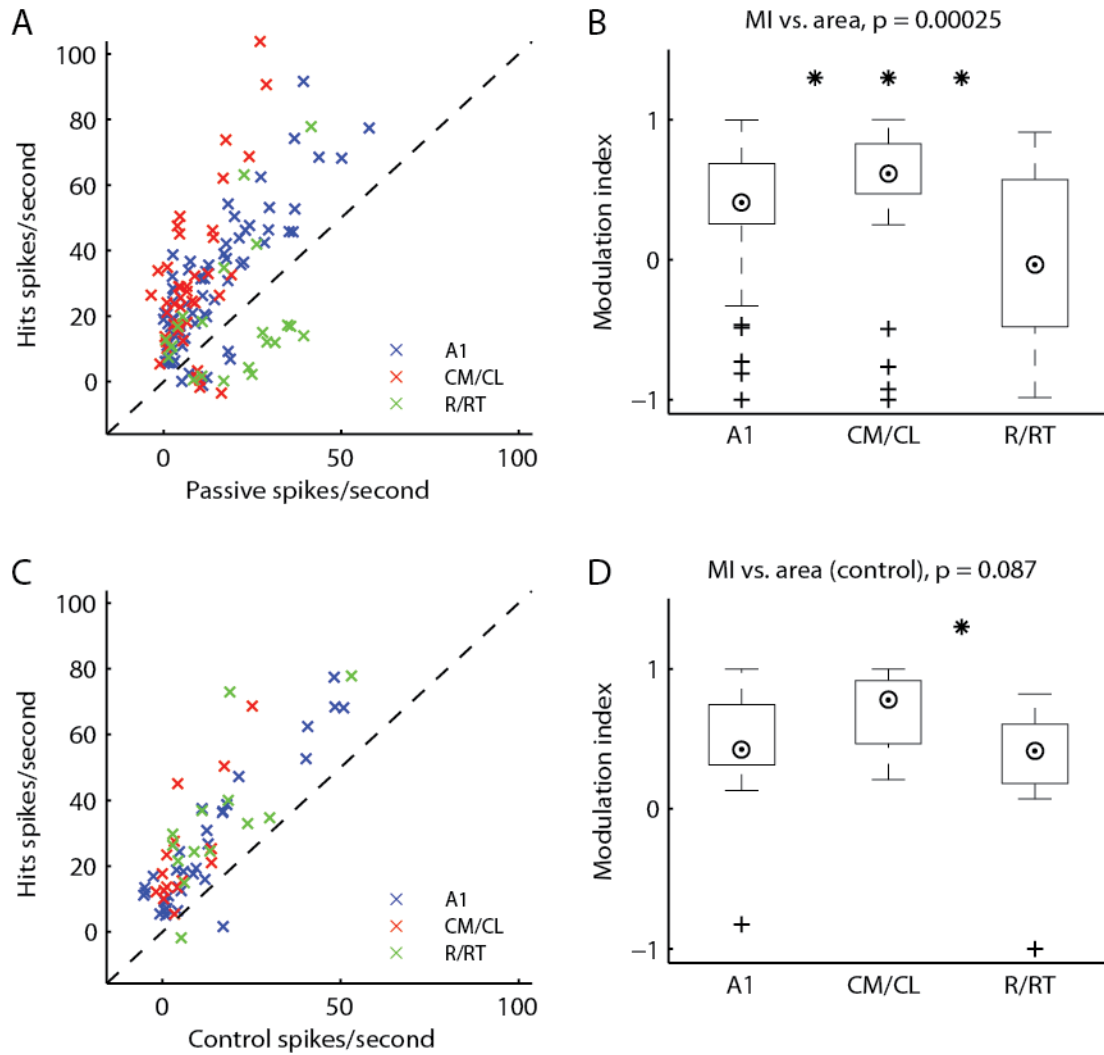 A
100
80
60
40
20
0
Hits spikes/second
A1
CM/CL
R/RT
0
50
100
Passive spikes/second
B
MI vs. area, p = 0.00025
* * *
1
0
−1
Modulation index
A1
CM/CL
R/RT
C
100
80
60
40
20
0
Hits spikes/second
A1
CM/CL
R/RT
0
50
100
Control spikes/second
D
MI vs. area (control), p = 0.087
*
1
0
−1
Modulation index
A1
CM/CL
R/RT